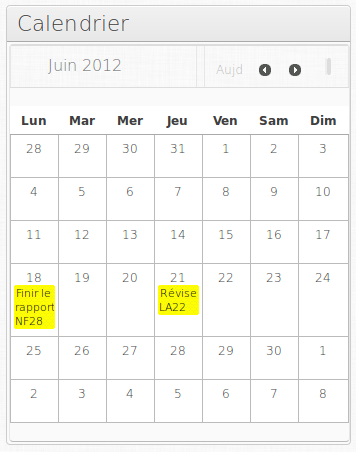 Calendrier
Juin 2012 Aujd
Lun Mar Mer Jeu Ven Sam Dim
28 29 30 31 1 2 3
4 5 6 7 8 9 10
11 12 13 14 15 16 17
18 19 20 21 22 23 24
Finir le
rapport
NF28
Révise
LA22
25 26 27 28 29 30 1
2 3 4 5 6 7 8